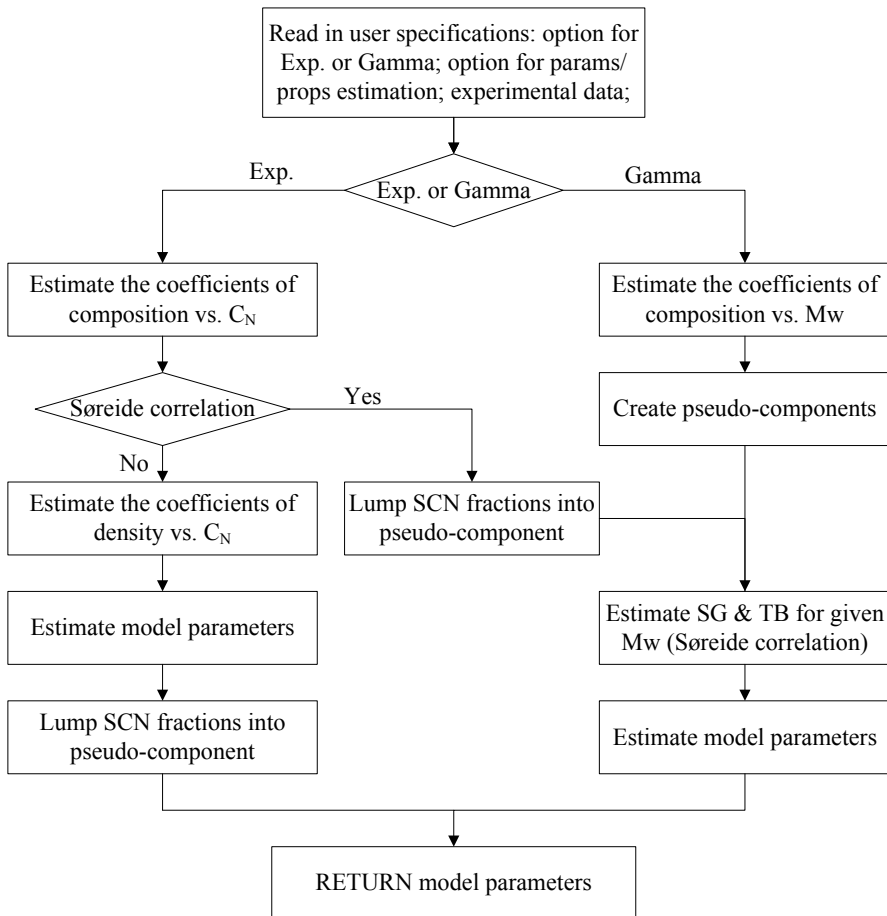 Read in user specifications: option for
Exp. or Gamma; option for params/
props estimation; experimental data;
Exp.
Exp. or Gamma
Gamma
Estimate the coefficients of
composition vs. C_N
Estimate the coefficients of
composition vs. Mw
Søreide correlation
Yes
Create pseudo-components
No
Estimate the coefficients of
density vs. C_N
Lump SCN fractions into
pseudo-component
Estimate model parameters
Estimate SG & TB for given
Mw (Søreide correlation)
Lump SCN fractions into
pseudo-component
Estimate model parameters
RETURN model parameters